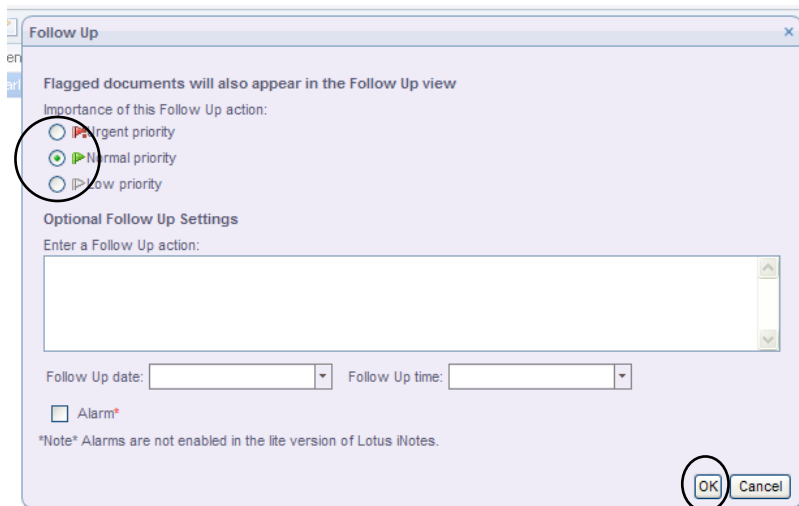 Follow Up
en
Flagged documents will also appear in the Follow Up view
Importance of this Follow Up action:
Urgent priority
Normal priority
Low priority
Optional Follow Up Settings
Enter a Follow Up action:
Follow Up date: Follow Up time:
Alarm*
*Note* Alarms are not enabled in the lite version of Lotus iNotes.
OK Cancel